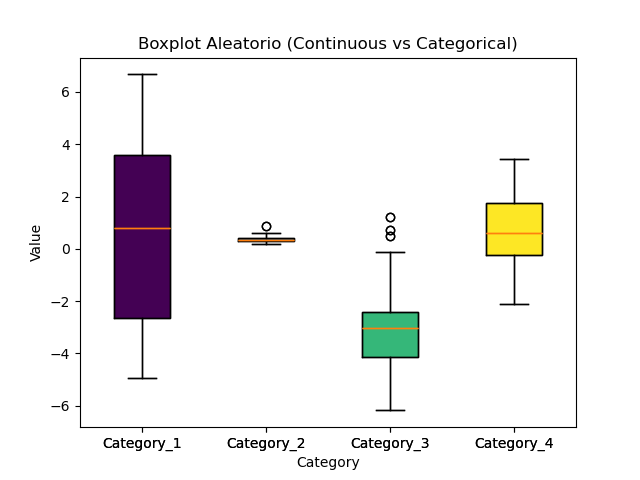 Boxplot Aleatorio (Continuous vs Categorical)
Value
6
4
2
0
−2
−4
−6
Category_1 Category_2 Category_3 Category_4
Category